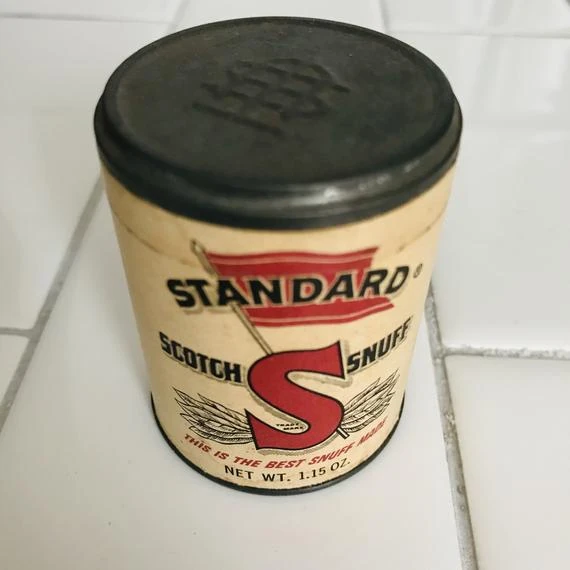 STANDARD®
SCOTCH S SNUFF
TRADE MARK
THIS IS THE BEST SNUFF MADE
NET WT. 1.15 OZ.